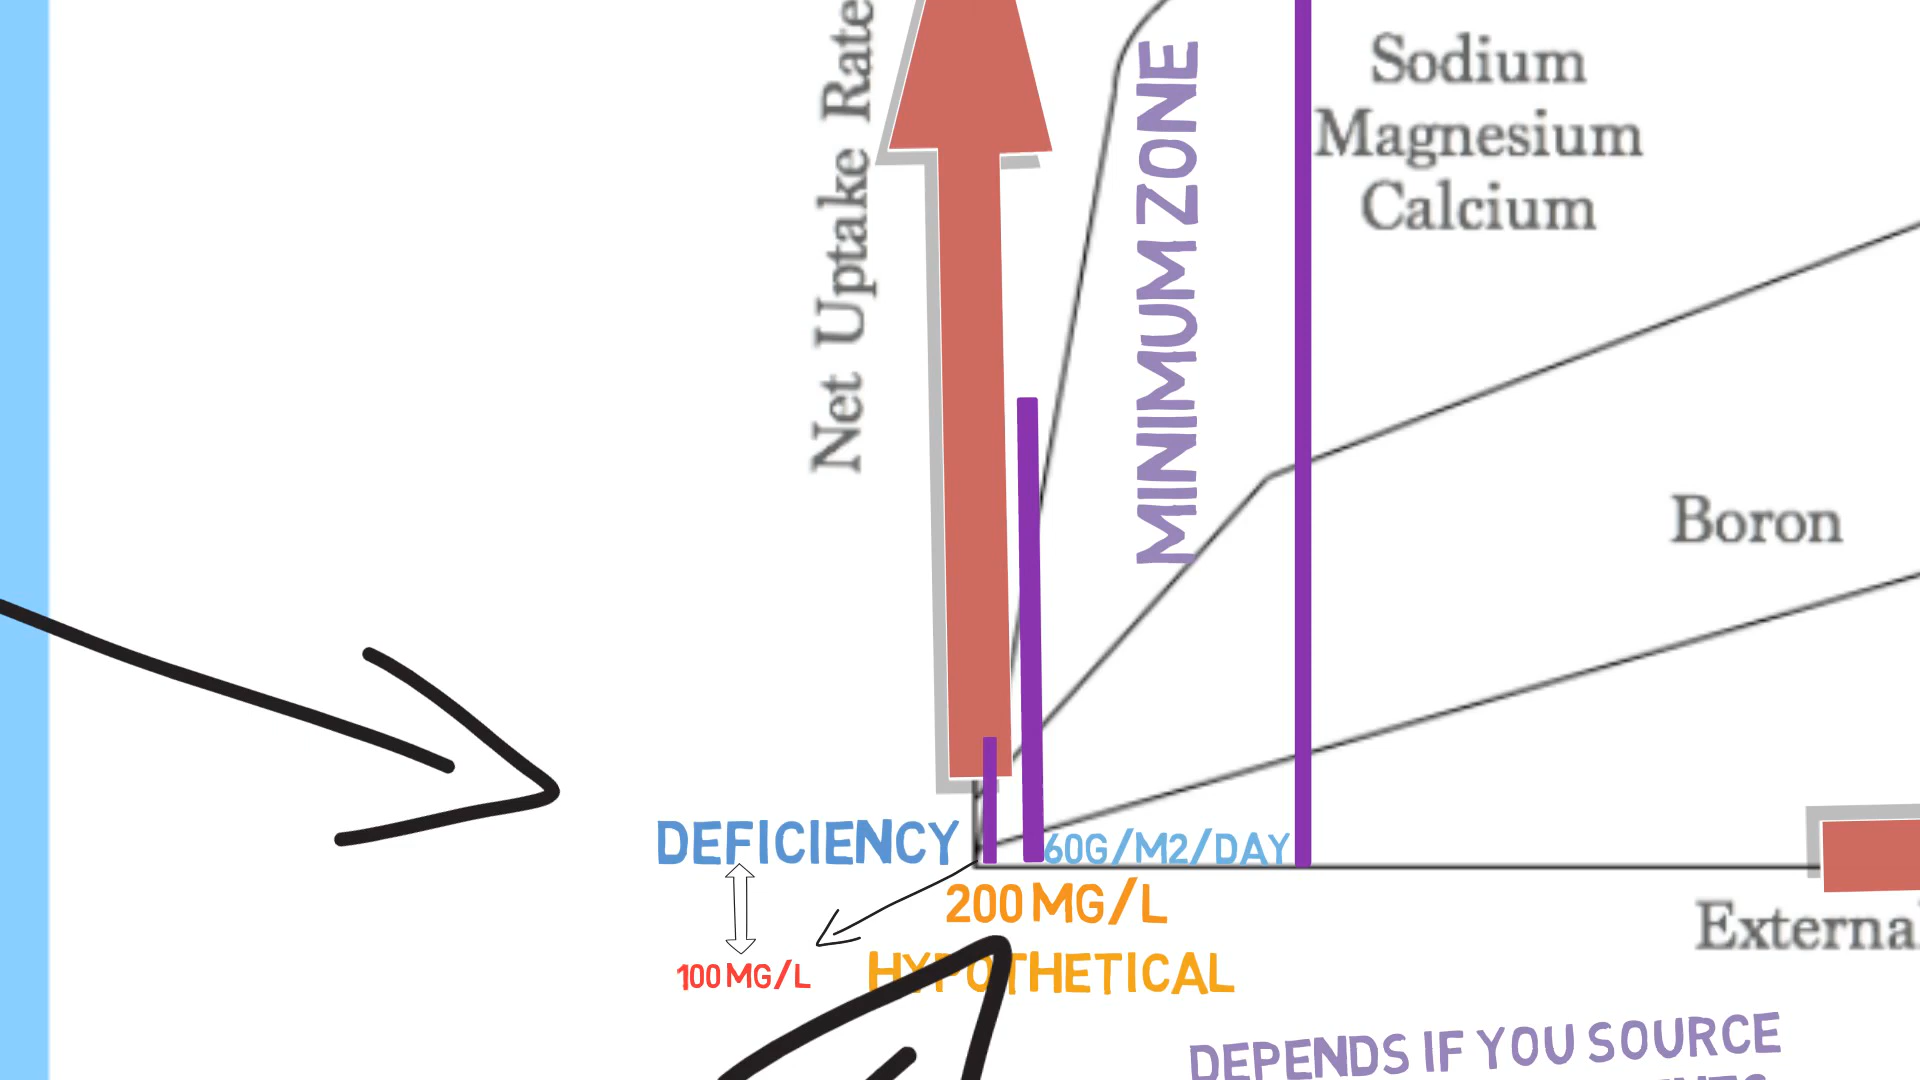 Net Uptake Rate
MINIMUM ZONE
Sodium
Magnesium
Calcium
Boron
DEFICIENCY
60G/M2/DAY
200 MG/L
100 MG/L
HYPOTHETICAL
External
DEPENDS IF YOU SOURCE